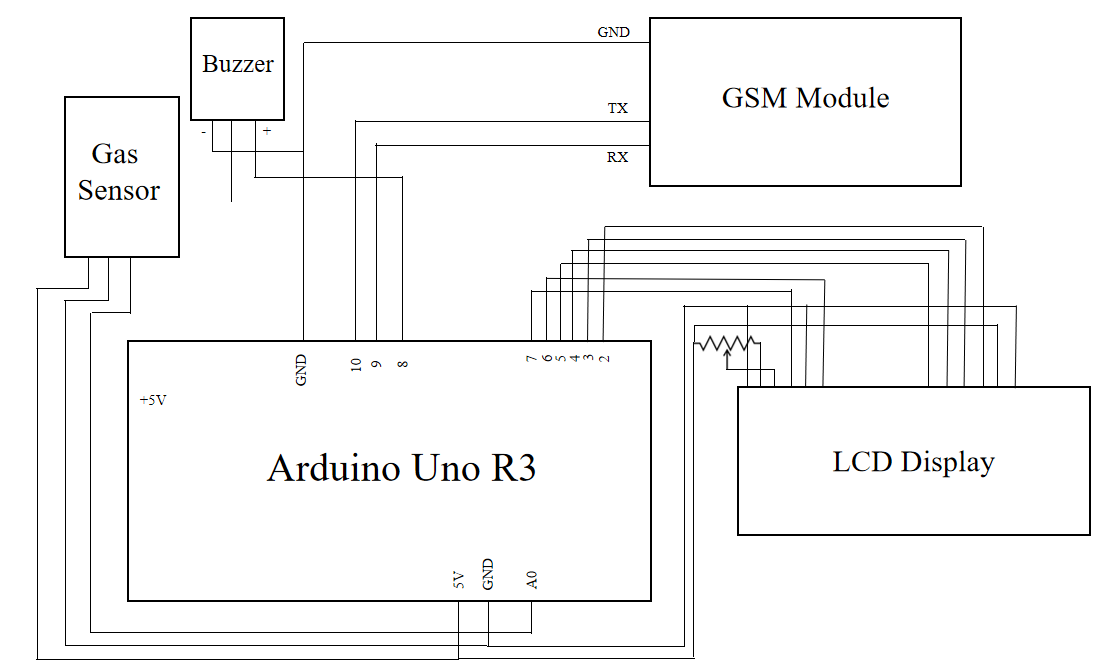 GND
Buzzer
GSM Module
TX
- +
Gas
Sensor
RX
GND
10
9
8
7
6
5
4
3
2
+5V
Arduino Uno R3
LCD Display
5V
GND
A0